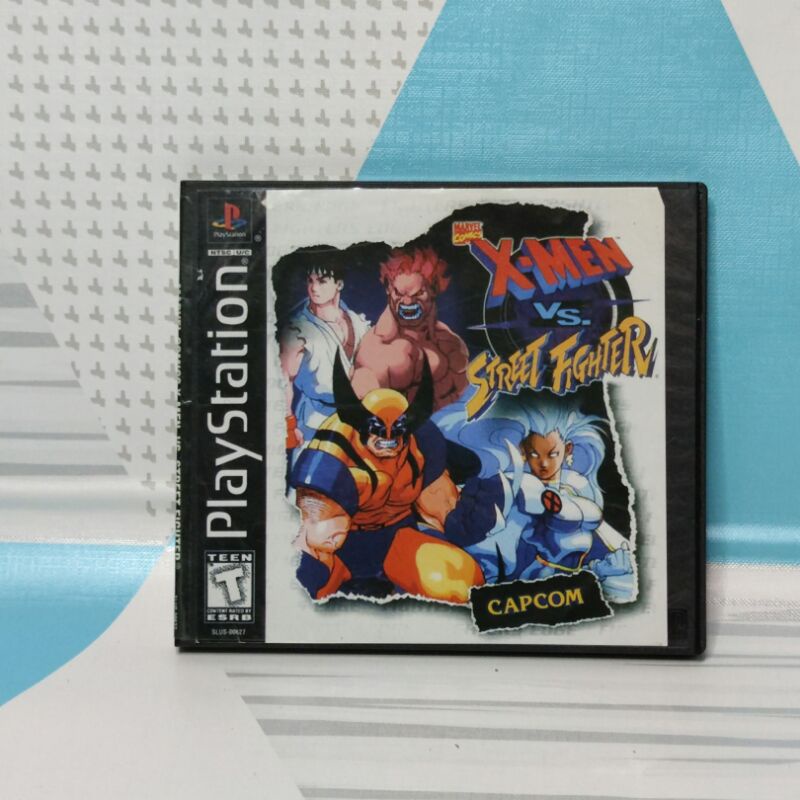 PlayStation
NTSC U/C
PlayStation
TEEN
T
CONTENT RATED BY
ESRB
SLUS-00627
MARVEL
COMICS
X-MEN
VS.
STREET FIGHTER
CAPCOM